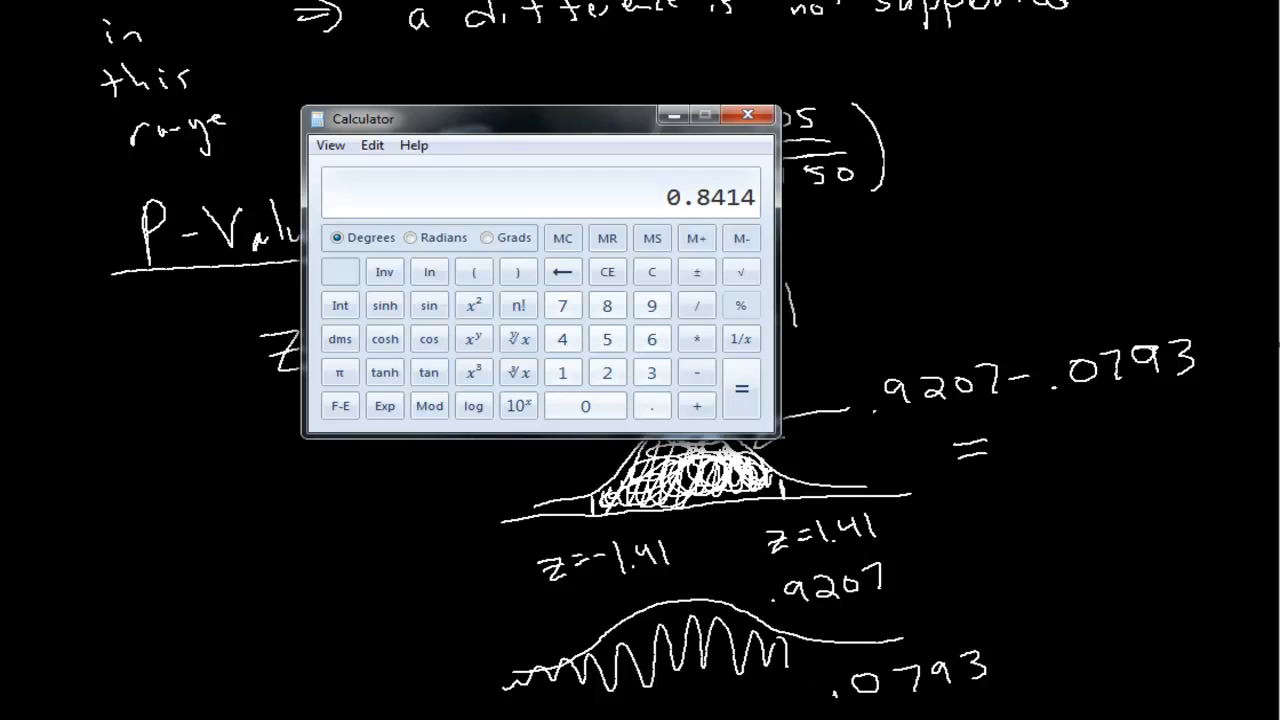 in ⇒ a difference is not supported
this
range
05
50
P-Valu
Calculator
View Edit Help
0.8414
Degrees Radians Grads MC MR MS M+ M-
Inv ln ( ) ← CE C ± √
Int sinh sin x² n! 7 8 9 / %
dms cosh cos xʸ ʸ√x 4 5 6 * 1/x
π tanh tan x³ ³√x 1 2 3 - =
F-E Exp Mod log 10ˣ 0 . +
z
.9207 - .0793
=
z=-1.41 z=1.41
.9207
.0793